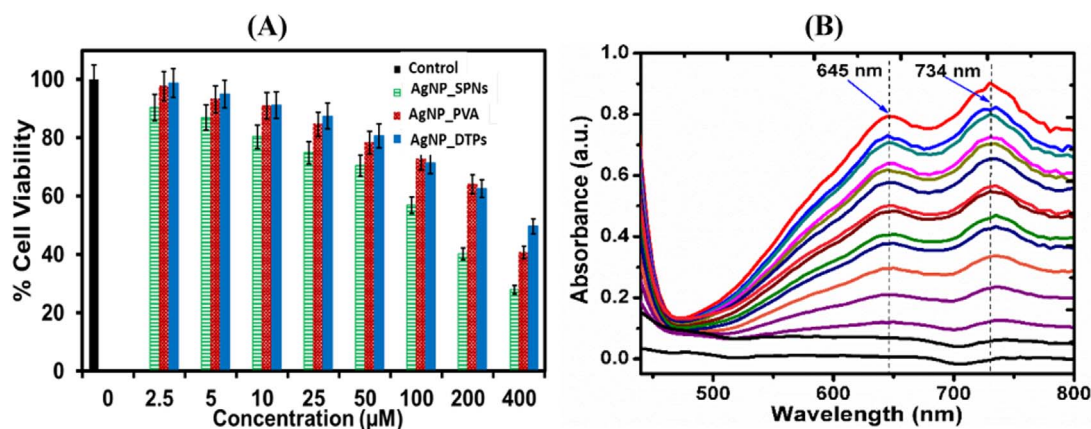 (A)
% Cell Viability
120
100
80
60
40
20
0
Control
AgNP_SPNs
AgNP_PVA
AgNP_DTPs
0 2.5 5 10 25 50 100 200 400
Concentration (µM)
(B)
Absorbance (a.u.)
1.0
0.8
0.6
0.4
0.2
0.0
645 nm
734 nm
500 600 700 800
Wavelength (nm)